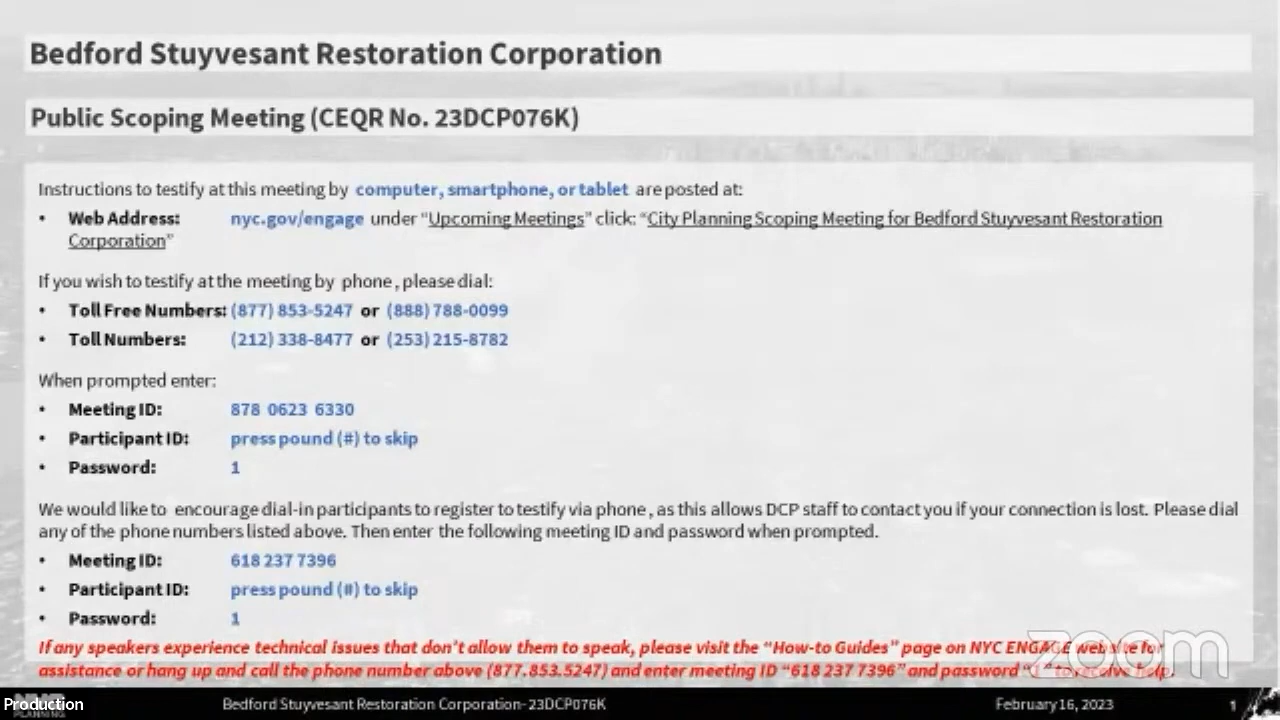 Bedford Stuyvesant Restoration Corporation
Public Scoping Meeting (CEQR No. 23DCP076K)
Instructions to testify at this meeting by computer, smartphone, or tablet are posted at:
• Web Address: nyc.gov/engage under “Upcoming Meetings” click: “City Planning Scoping Meeting for Bedford Stuyvesant Restoration
Corporation”
If you wish to testify at the meeting by phone, please dial:
• Toll Free Numbers: (877) 853-5247 or (888) 788-0099
• Toll Numbers: (212) 338-8477 or (253) 215-8782
When prompted enter:
• Meeting ID: 878 0623 6330
• Participant ID: press pound (#) to skip
• Password: 1
We would like to encourage dial-in participants to register to testify via phone, as this allows DCP staff to contact you if your connection is lost. Please dial
any of the phone numbers listed above. Then enter the following meeting ID and password when prompted.
• Meeting ID: 618 237 7396
• Participant ID: press pound (#) to skip
• Password: 1
If any speakers experience technical issues that don’t allow them to speak, please visit the “How-to Guides” page on NYC ENGAGE website for
assistance or hang up and call the phone number above (877.853.5247) and enter meeting ID “618 237 7396” and password
zoom
Production
PLANNING
Bedford Stuyvesant Restoration Corporation- 23DCP076K
February 16, 2023
1